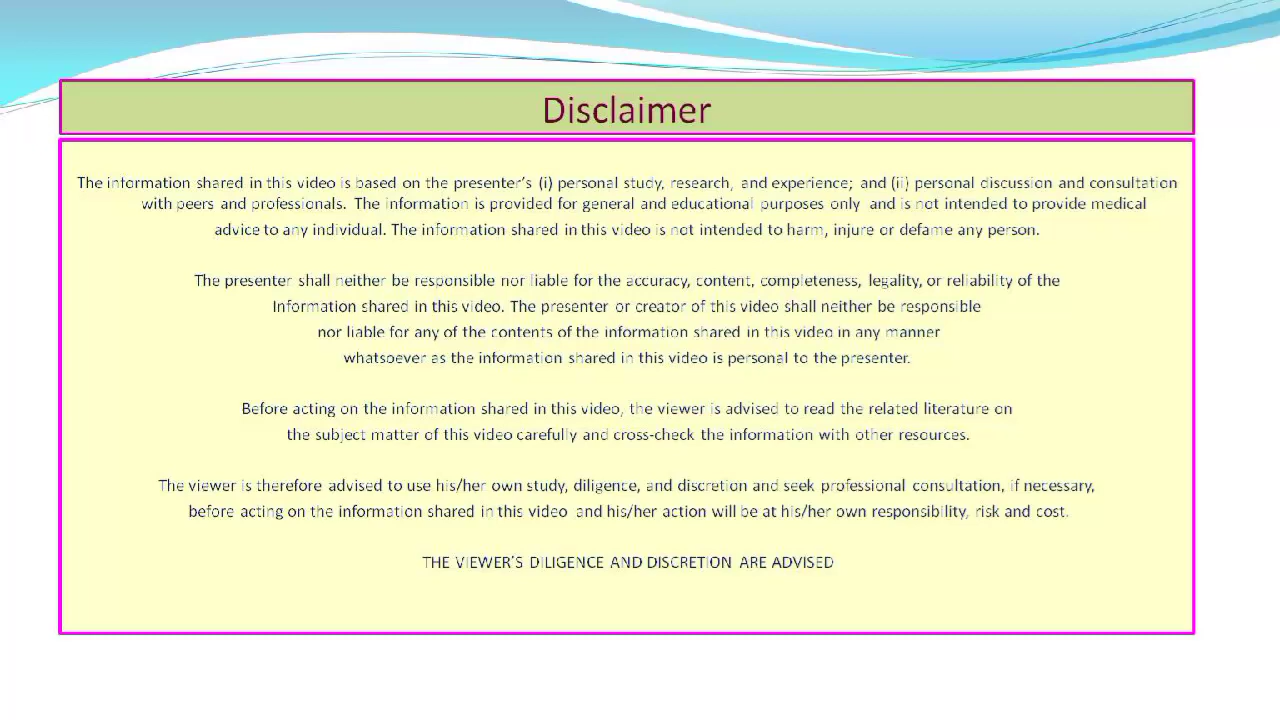 Disclaimer
The information shared in this video is based on the presenter’s (i) personal study, research, and experience; and (ii) personal discussion and consultation
with peers and professionals. The information is provided for general and educational purposes only and is not intended to provide medical
advice to any individual. The information shared in this video is not intended to harm, injure or defame any person.
The presenter shall neither be responsible nor liable for the accuracy, content, completeness, legality, or reliability of the
Information shared in this video. The presenter or creator of this video shall neither be responsible
nor liable for any of the contents of the information shared in this video in any manner
whatsoever as the information shared in this video is personal to the presenter.
Before acting on the information shared in this video, the viewer is advised to read the related literature on
the subject matter of this video carefully and cross-check the information with other resources.
The viewer is therefore advised to use his/her own study, diligence, and discretion and seek professional consultation, if necessary,
before acting on the information shared in this video and his/her action will be at his/her own responsibility, risk and cost.
THE VIEWER’S DILIGENCE AND DISCRETION ARE ADVISED